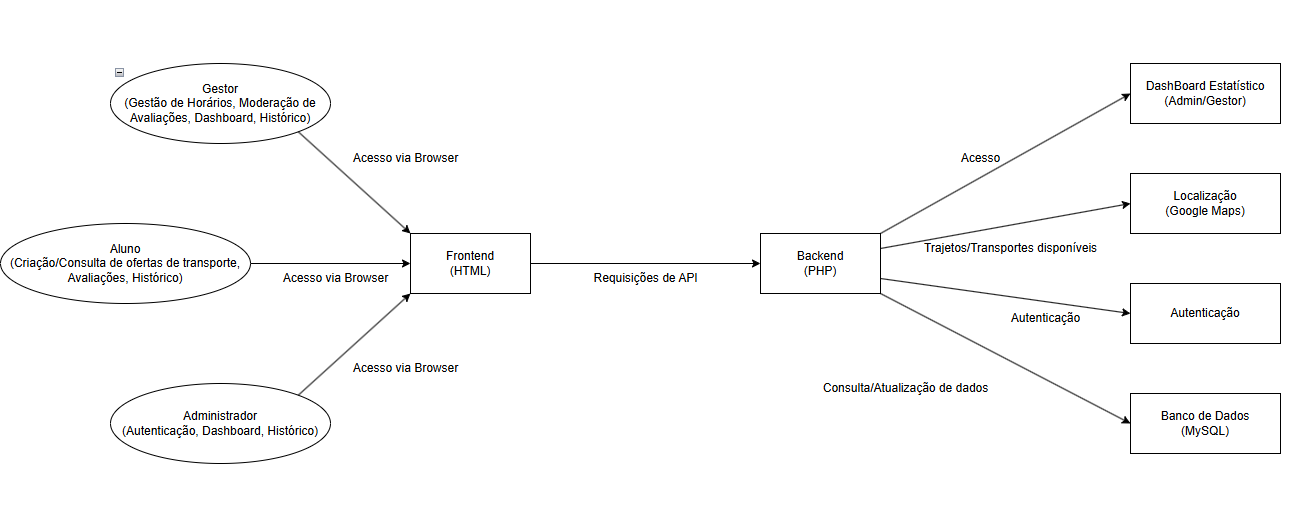 Gestor
(Gestão de Horários, Moderação de
Avaliações, Dashboard, Histórico)
Acesso via Browser
Aluno
(Criação/Consulta de ofertas de transporte,
Avaliações, Histórico)
Acesso via Browser
Administrador
(Autenticação, Dashboard, Histórico)
Acesso via Browser
Frontend
(HTML)
Requisições de API
Backend
(PHP)
Acesso
DashBoard Estatístico
(Admin/Gestor)
Trajetos/Transportes disponíveis
Localização
(Google Maps)
Autenticação
Autenticação
Consulta/Atualização de dados
Banco de Dados
(MySQL)